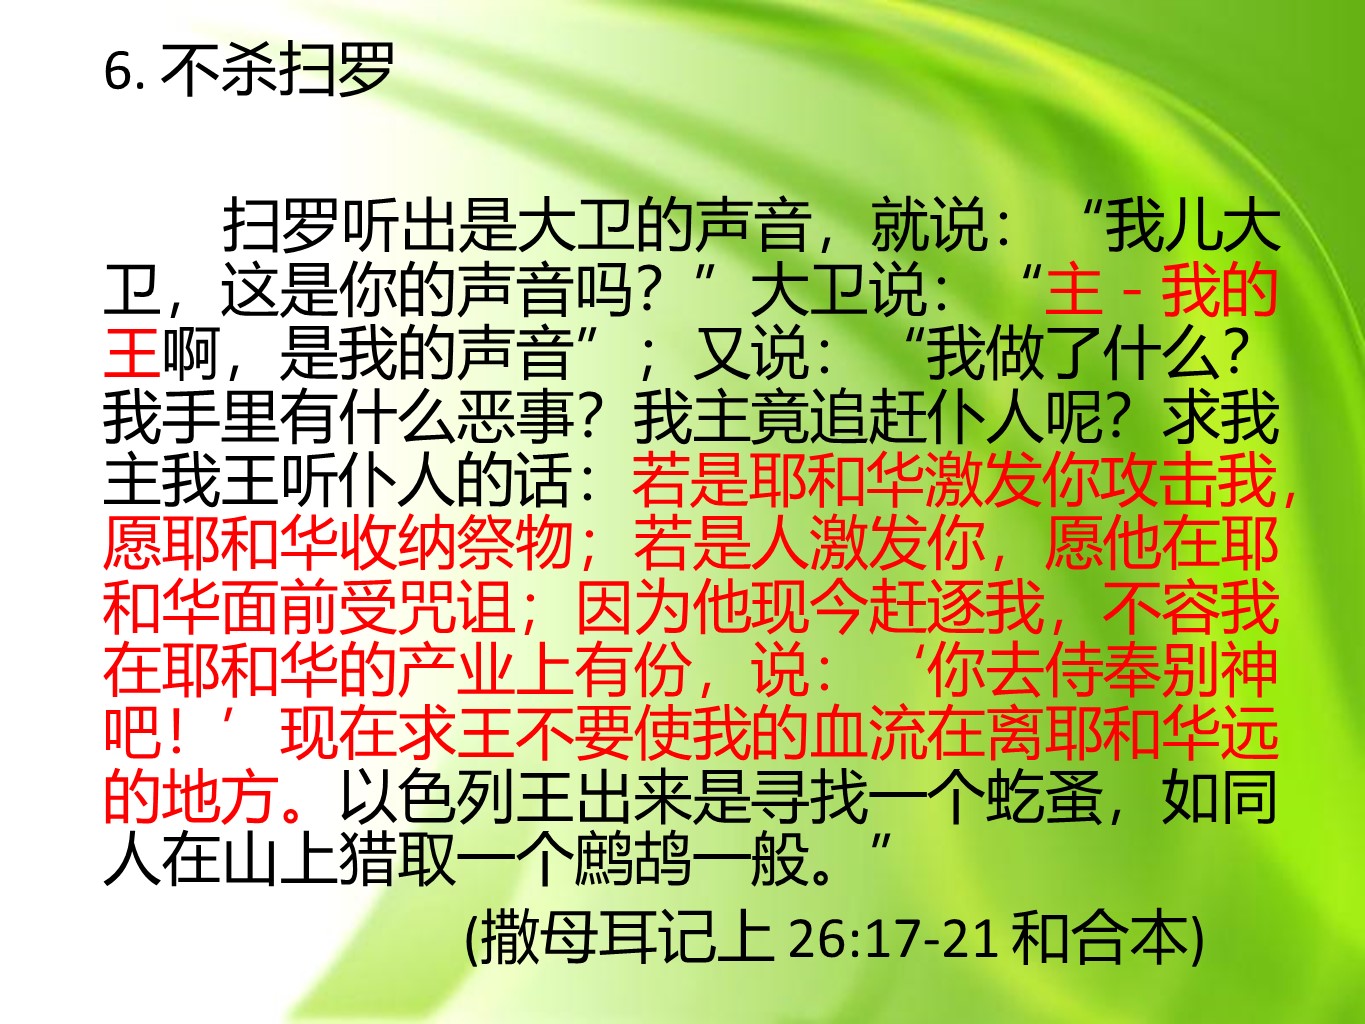 6. 不杀扫罗
扫罗听出是大卫的声音，就说：“我儿大
卫，这是你的声音吗？”大卫说：“主－我的
王啊，是我的声音”；又说：“我做了什么？
我手里有什么恶事？我主竟追赶仆人呢？求我
主我王听仆人的话：若是耶和华激发你攻击我，
愿耶和华收纳祭物；若是人激发你，愿他在耶
和华面前受咒诅；因为他现今赶逐我，不容我
在耶和华的产业上有份，说：‘你去侍奉别神
吧！’现在求王不要使我的血流在离耶和华远
的地方。以色列王出来是寻找一个虼蚤，如同
人在山上猎取一个鹧鸪一般。”
(撒母耳记上 26:17-21 和合本)